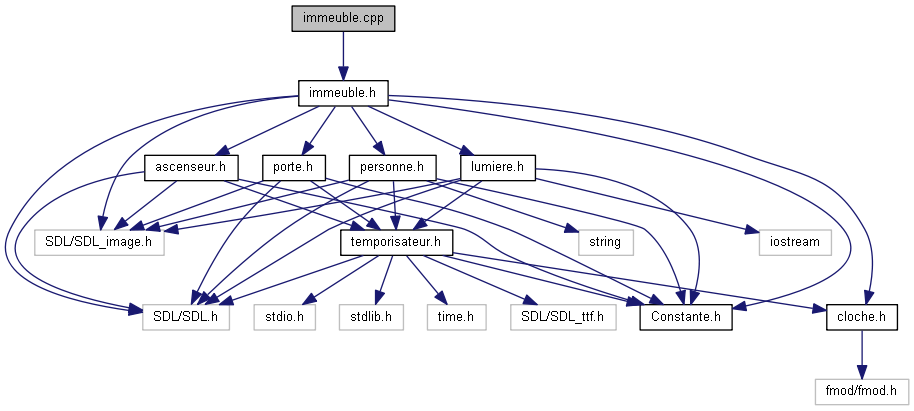 immeuble.cpp
immeuble.h
ascenseur.h
porte.h
personne.h
lumiere.h
SDL/SDL_image.h
temporisateur.h
string
iostream
SDL/SDL.h
stdio.h
stdlib.h
time.h
SDL/SDL_ttf.h
Constante.h
cloche.h
fmod/fmod.h